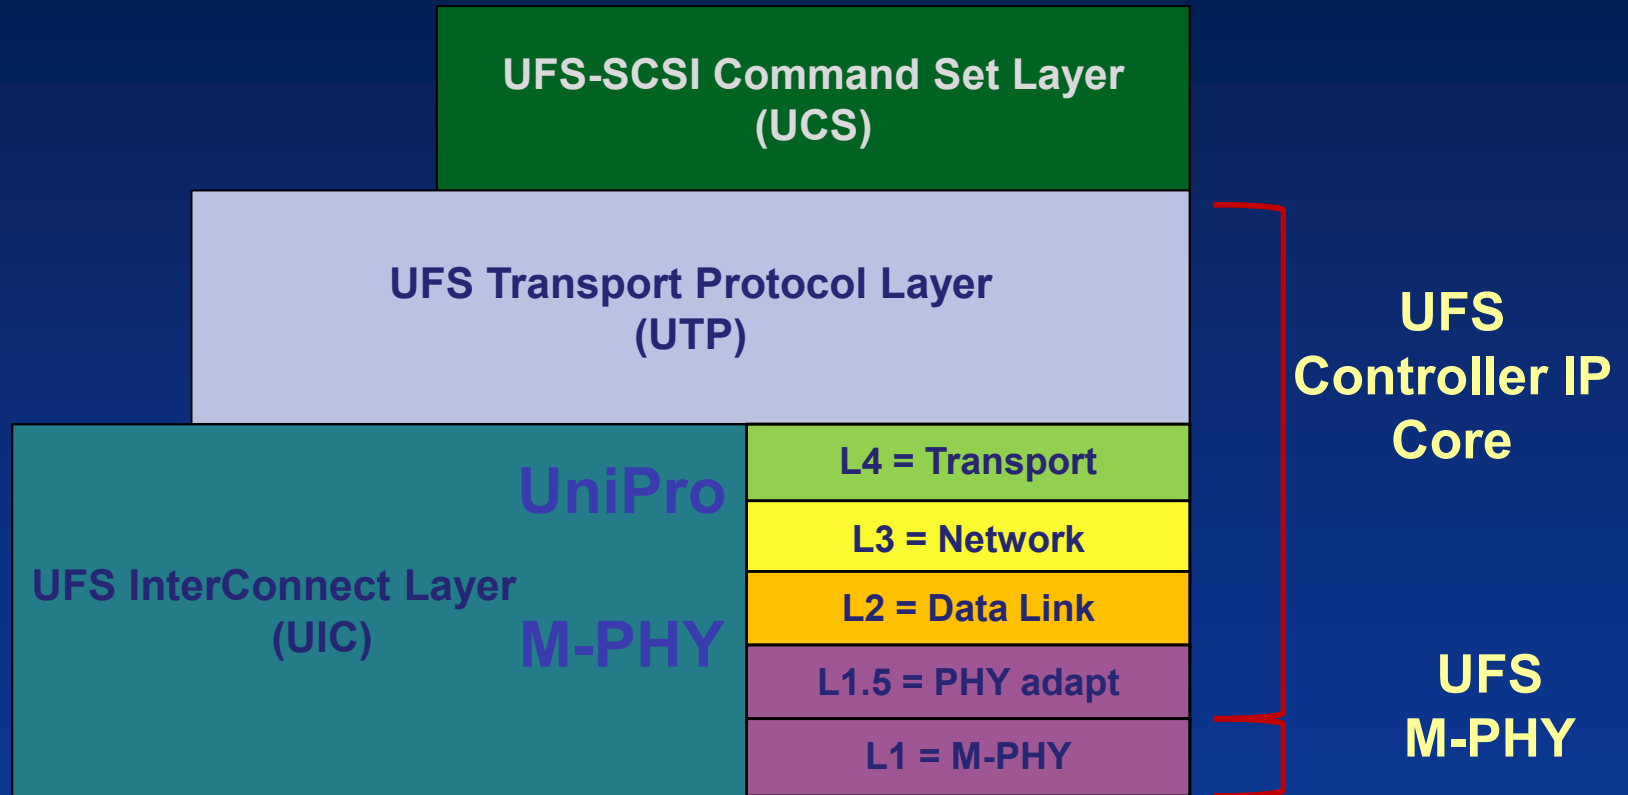 UFS-SCSI Command Set Layer
(UCS)
UFS Transport Protocol Layer
(UTP)
UFS InterConnect Layer
(UIC)
UniPro
M-PHY
L4 = Transport
L3 = Network
L2 = Data Link
L1.5 = PHY adapt
L1 = M-PHY
UFS
Controller IP
Core
UFS
M-PHY